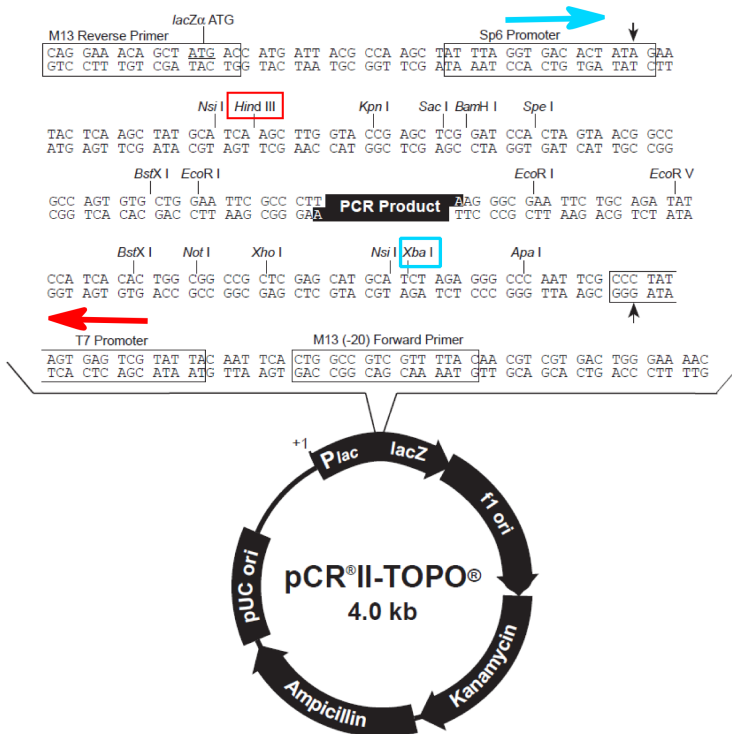 lacZα ATG
M13 Reverse Primer
Sp6 Promoter
CAG GAA ACA GCT ATG ACC ATG ATT ACG CCA AGC TAT TTA GGT GAC ACT ATA GAA
GTC CTT TGT CGA TAC TGG TAC TAA TGC GGT TCG ATA AAT CCA CTG TGA TAT CTT
Nsi I Hind III Kpn I Sac I BamH I Spe I
TAC TCA AGC TAT GCA TCA AGC TTG GTA CCG AGC TCG GAT CCA CTA GTA ACG GCC
ATG AGT TCG ATA CGT AGT TCG AAC CAT GGC TCG AGC CTA GGT GAT CAT TGC CGG
BstX I EcoR I EcoR I EcoR V
GCC AGT GTG CTG GAA TTC GCC CTT PCR Product AAG GGC GAA TTC TGC AGA TAT
CGG TCA CAC GAC CTT AAG CGG GAA TTC CCG CTT AAG ACG TCT ATA
BstX I Not I Xho I Nsi I Xba I Apa I
CCA TCA CAC TGG CGG CCG CTC GAG CAT GCA TCT AGA GGG CCC AAT TCG CCC TAT
GGT AGT GTG ACC GCC GGC GAG CTC GTA CGT AGA TCT CCC GGG TTA AGC GGG ATA
T7 Promoter M13 (-20) Forward Primer
AGT GAG TCG TAT TAC AAT TCA CTG GCC GTC GTT TTA CAA CGT CGT GAC TGG GAA AAC
TCA CTC AGC ATA ATG TTA AGT GAC CGG CAG CAA AAT GTT GCA GCA CTG ACC CTT TTG
+1
Plac lacZ
f1 ori
pUC ori
pCR®II-TOPO®
4.0 kb
Kanamycin
Ampicillin